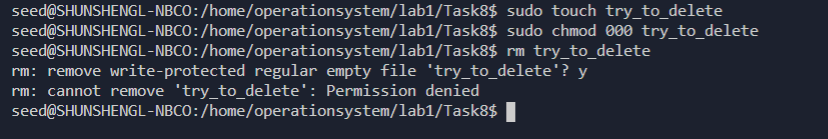 seed@SHUNSHENGL-NBCO:/home/operationsystem/lab1/Task8$ sudo touch try_to_delete
seed@SHUNSHENGL-NBCO:/home/operationsystem/lab1/Task8$ sudo chmod 000 try_to_delete
seed@SHUNSHENGL-NBCO:/home/operationsystem/lab1/Task8$ rm try_to_delete
rm: remove write-protected regular empty file 'try_to_delete'? y
rm: cannot remove 'try_to_delete': Permission denied
seed@SHUNSHENGL-NBCO:/home/operationsystem/lab1/Task8$